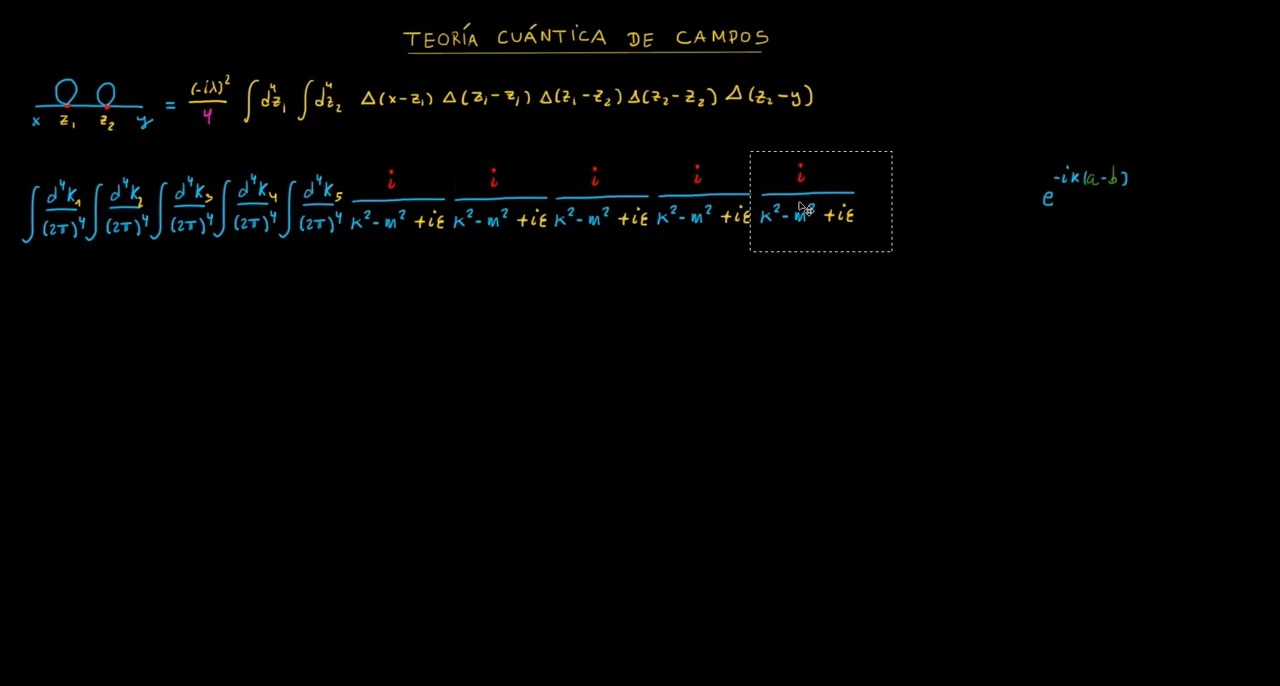 TEORÍA CUÁNTICA DE CAMPOS
x z₁ z₂ y = (-iλ)²/4 ∫d⁴z₁ ∫d⁴z₂ Δ(x-z₁) Δ(z₁-z₁) Δ(z₁-z₂) Δ(z₂-z₂) Δ(z₂-y)
∫d⁴k₁/(2π)⁴ ∫d⁴k₂/(2π)⁴ ∫d⁴k₃/(2π)⁴ ∫d⁴k₄/(2π)⁴ ∫d⁴k₅/(2π)⁴ i/(k²-m²+iε) i/(k²-m²+iε) i/(k²-m²+iε) i/(k²-m²+iε) i/(k²-m²+iε) e^(-ik(a-b))